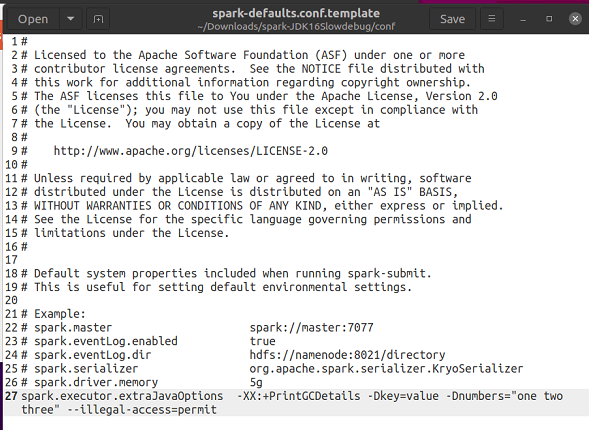 Open
spark-defaults.conf.template
~/Downloads/spark-JDK16Slowdebug/conf
Save
1 #
2 # Licensed to the Apache Software Foundation (ASF) under one or more
3 # contributor license agreements.  See the NOTICE file distributed with
4 # this work for additional information regarding copyright ownership.
5 # The ASF licenses this file to You under the Apache License, Version 2.0
6 # (the "License"); you may not use this file except in compliance with
7 # the License.  You may obtain a copy of the License at
8 #
9 #    http://www.apache.org/licenses/LICENSE-2.0
10 #
11 # Unless required by applicable law or agreed to in writing, software
12 # distributed under the License is distributed on an "AS IS" BASIS,
13 # WITHOUT WARRANTIES OR CONDITIONS OF ANY KIND, either express or implied.
14 # See the License for the specific language governing permissions and
15 # limitations under the License.
16 #
17
18 # Default system properties included when running spark-submit.
19 # This is useful for setting default environmental settings.
20
21 # Example:
22 # spark.master                     spark://master:7077
23 # spark.eventLog.enabled           true
24 # spark.eventLog.dir               hdfs://namenode:8021/directory
25 # spark.serializer                 org.apache.spark.serializer.KryoSerializer
26 # spark.driver.memory              5g
27 spark.executor.extraJavaOptions  -XX:+PrintGCDetails -Dkey=value -Dnumbers="one two
three" --illegal-access=permit